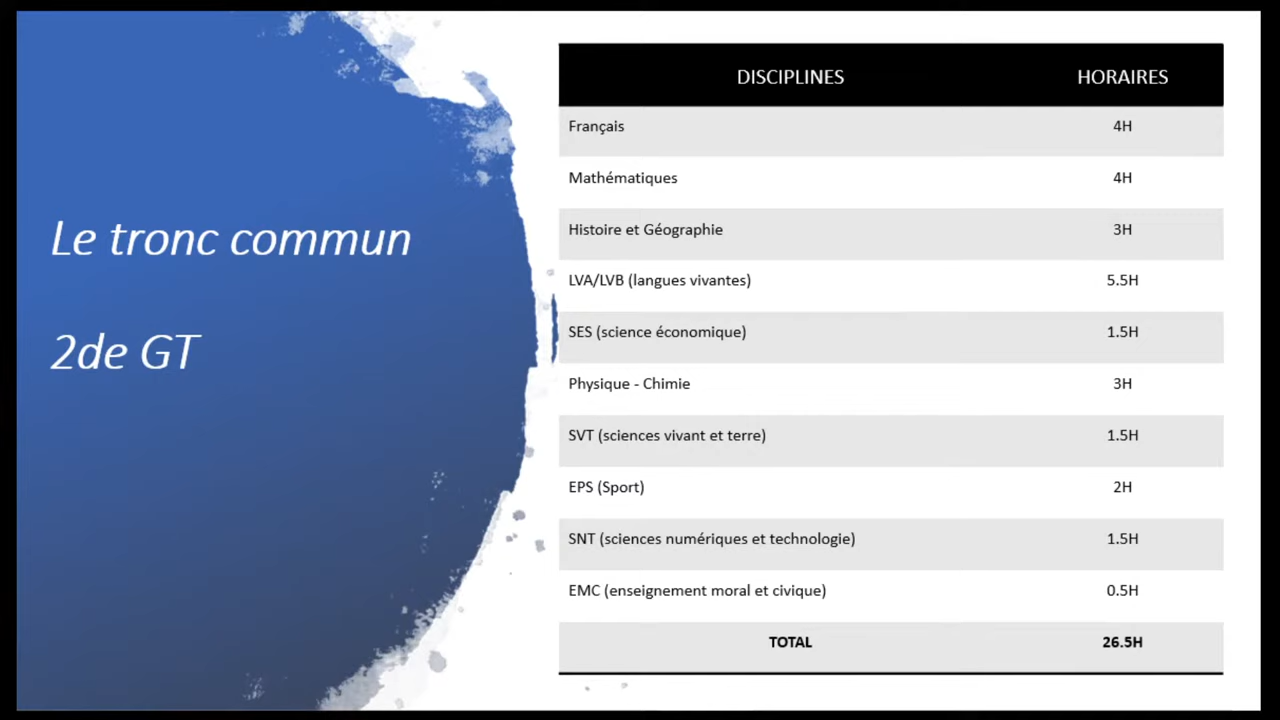 Le tronc commun
2de GT
DISCIPLINES HORAIRES
Français 4H
Mathématiques 4H
Histoire et Géographie 3H
LVA/LVB (langues vivantes) 5.5H
SES (science économique) 1.5H
Physique - Chimie 3H
SVT (sciences vivant et terre) 1.5H
EPS (Sport) 2H
SNT (sciences numériques et technologie) 1.5H
EMC (enseignement moral et civique) 0.5H
TOTAL 26.5H